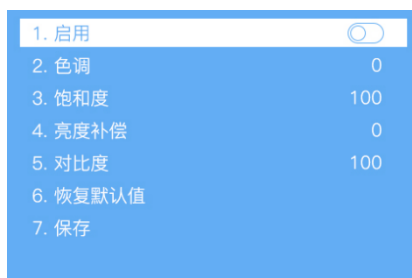 1. 启用
2. 色调 0
3. 饱和度 100
4. 亮度补偿 0
5. 对比度 100
6. 恢复默认值
7. 保存